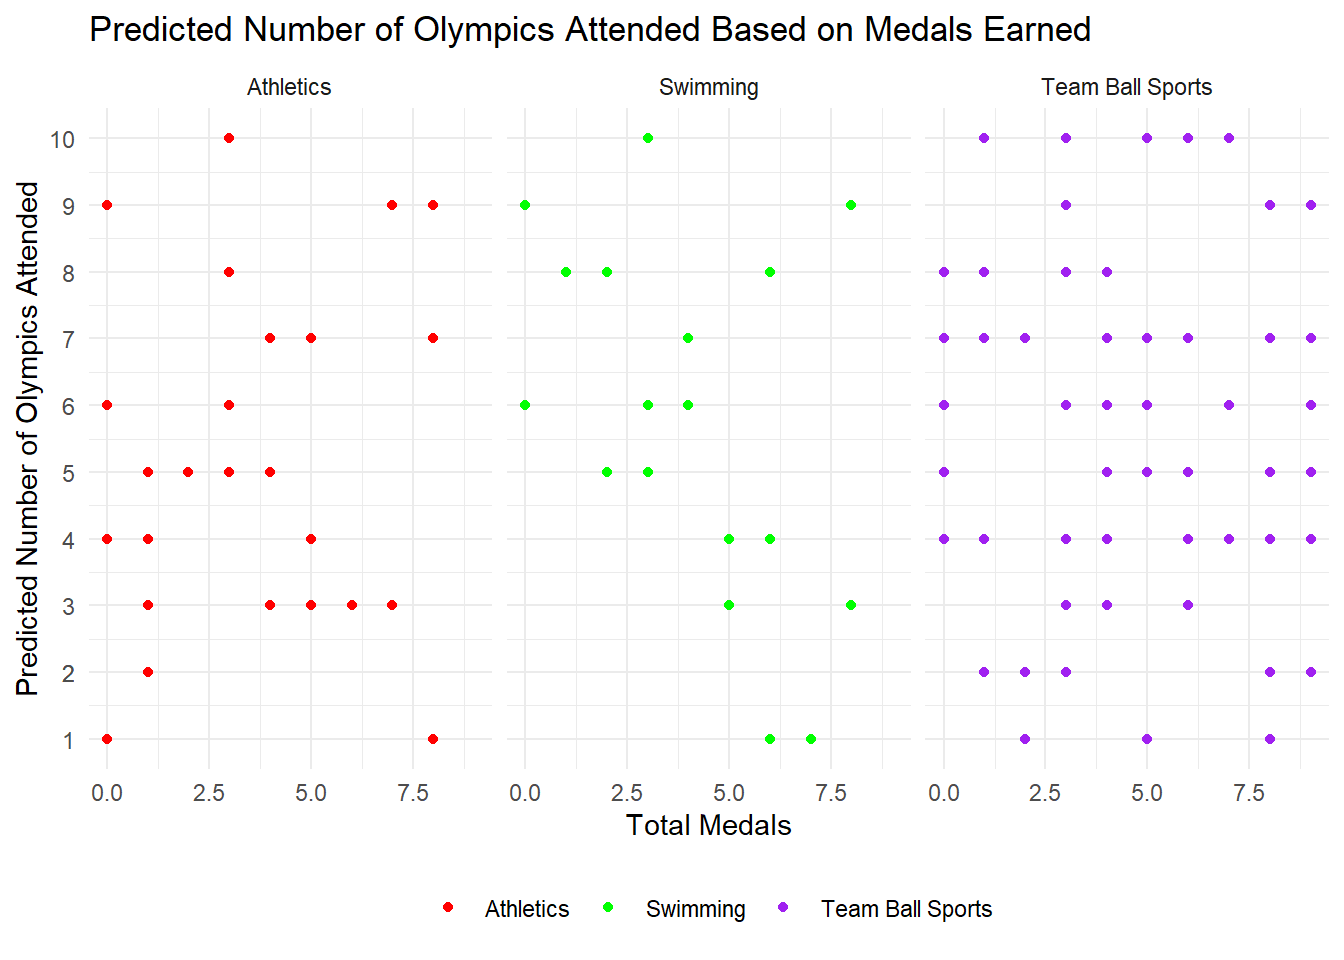 Predicted Number of Olympics Attended Based on Medals Earned
Athletics
Swimming
Team Ball Sports
Predicted Number of Olympics Attended
10
9
8
7
6
5
4
3
2
1
0.0 2.5 5.0 7.5
0.0 2.5 5.0 7.5
0.0 2.5 5.0 7.5
Total Medals
Athletics
Swimming
Team Ball Sports